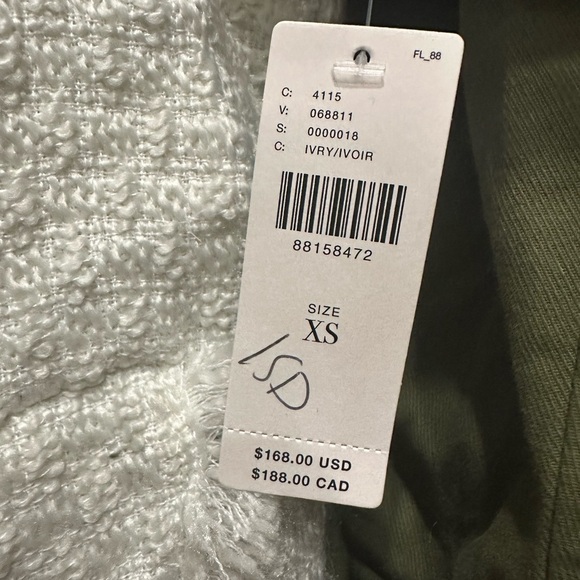 FL_88
C: 4115
V: 068811
S: 0000018
C: IVRY/IVOIR
88158472
SIZE
XS
$168.00 USD
$188.00 CAD